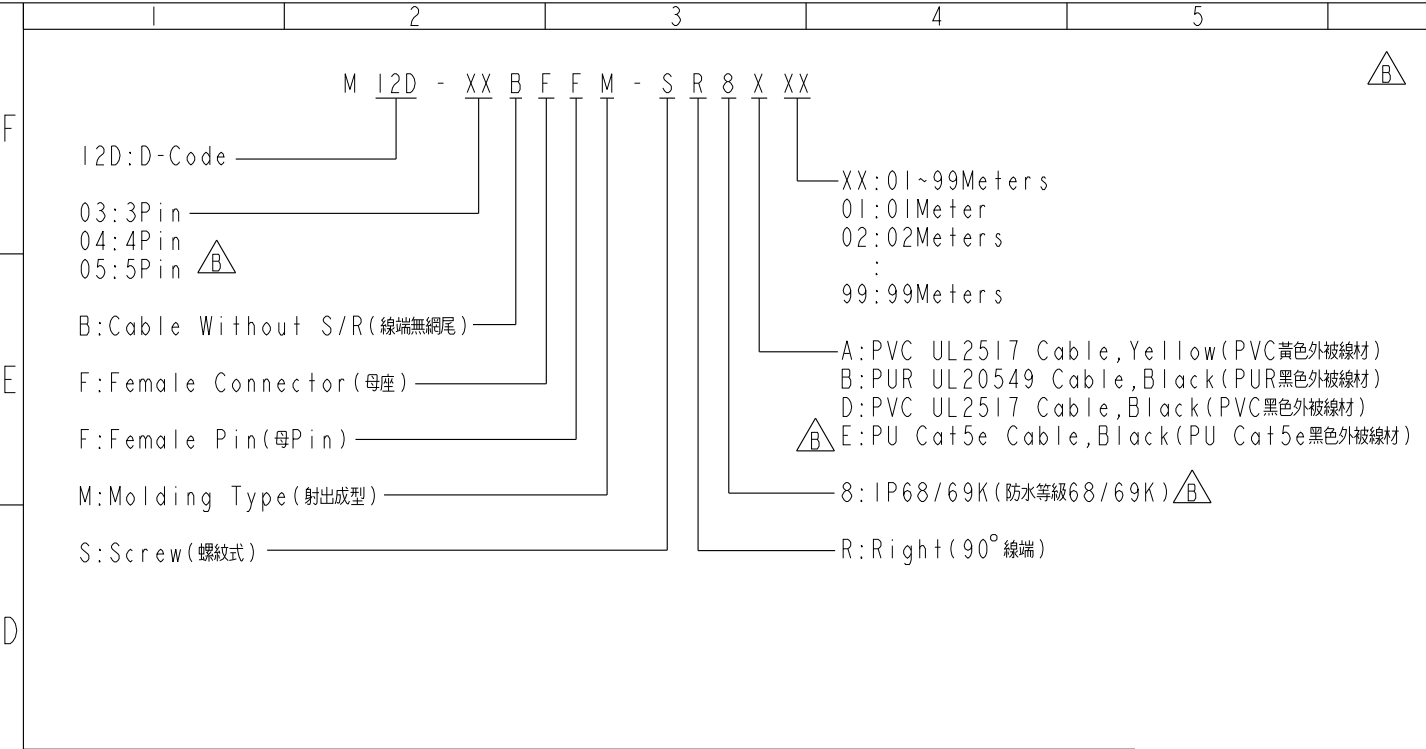 1 2 3 4 5
B
M 12D - XX B F F M - S R 8 X XX
F
12D:D-Code
03:3Pin
04:4Pin
05:5Pin B
B:Cable Without S/R(線端無網尾)
E
F:Female Connector(母座)
F:Female Pin(母Pin)
M:Molding Type(射出成型)
S:Screw(螺紋式)
D
XX:01~99Meters
01:01Meter
02:02Meters
:
99:99Meters
A:PVC UL2517 Cable,Yellow(PVC黃色外被線材)
B:PUR UL20549 Cable,Black(PUR黑色外被線材)
D:PVC UL2517 Cable,Black(PVC黑色外被線材)
B E:PU Cat5e Cable,Black(PU Cat5e黑色外被線材)
8:IP68/69K(防水等級68/69K) B
R:Right(90°線端)